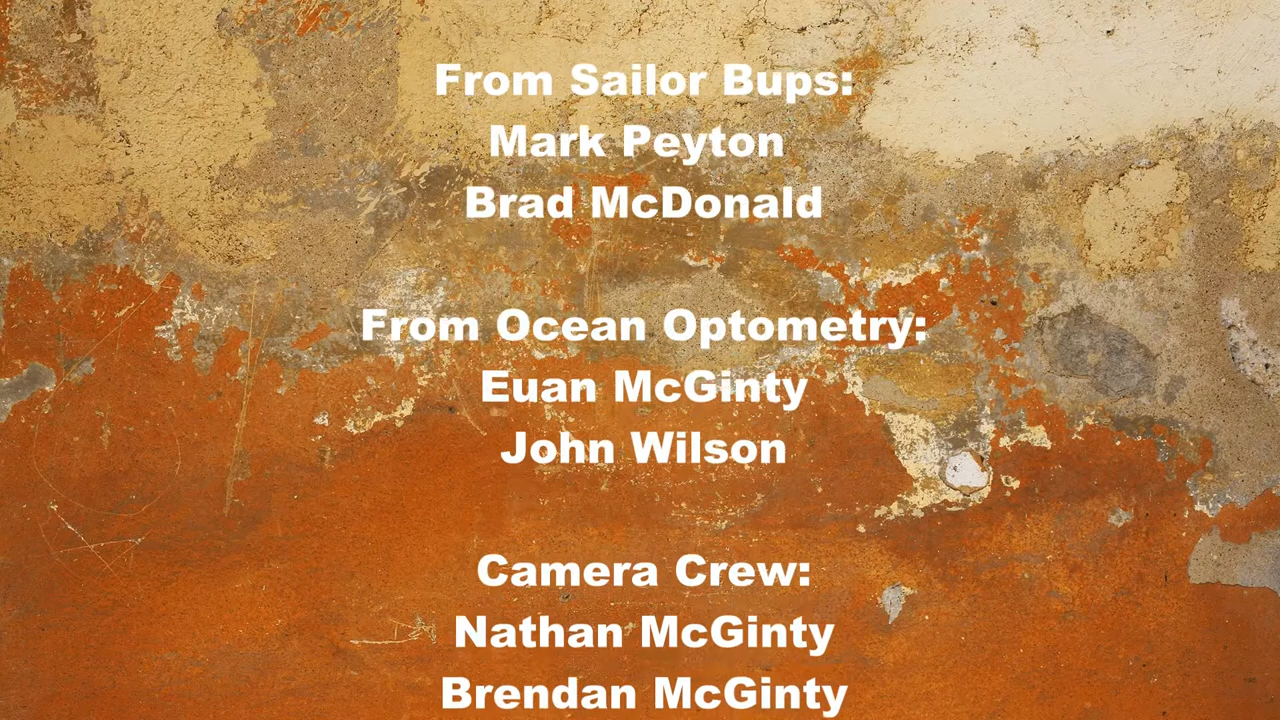 From Sailor Bups:
Mark Peyton
Brad McDonald
From Ocean Optometry:
Euan McGinty
John Wilson
Camera Crew:
Nathan McGinty
Brendan McGinty